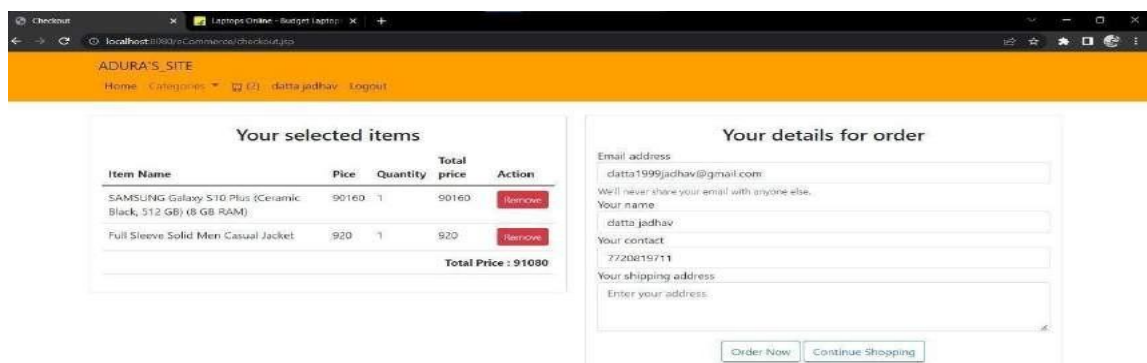 Checkout
Laptops Online - Budget Laptop
localhost:8080/eCommerce/checkout.jsp
ADURA'S_SITE
Home Categories (2) datta jadhav Logout
Your selected items
Item Name Pice Quantity Total price Action
SAMSUNG Galaxy S10 Plus (Ceramic
Black, 512 GB) (8 GB RAM) 90160 1 90160 Remove
Full Sleeve Solid Men Casual Jacket 920 1 920 Remove
Total Price : 91080
Your details for order
Email address
datta1999jadhav@gmail.com
We'll never share your email with anyone else.
Your name
datta jadhav
Your contact
7720819711
Your shipping address
Enter your address
Order Now Continue Shopping